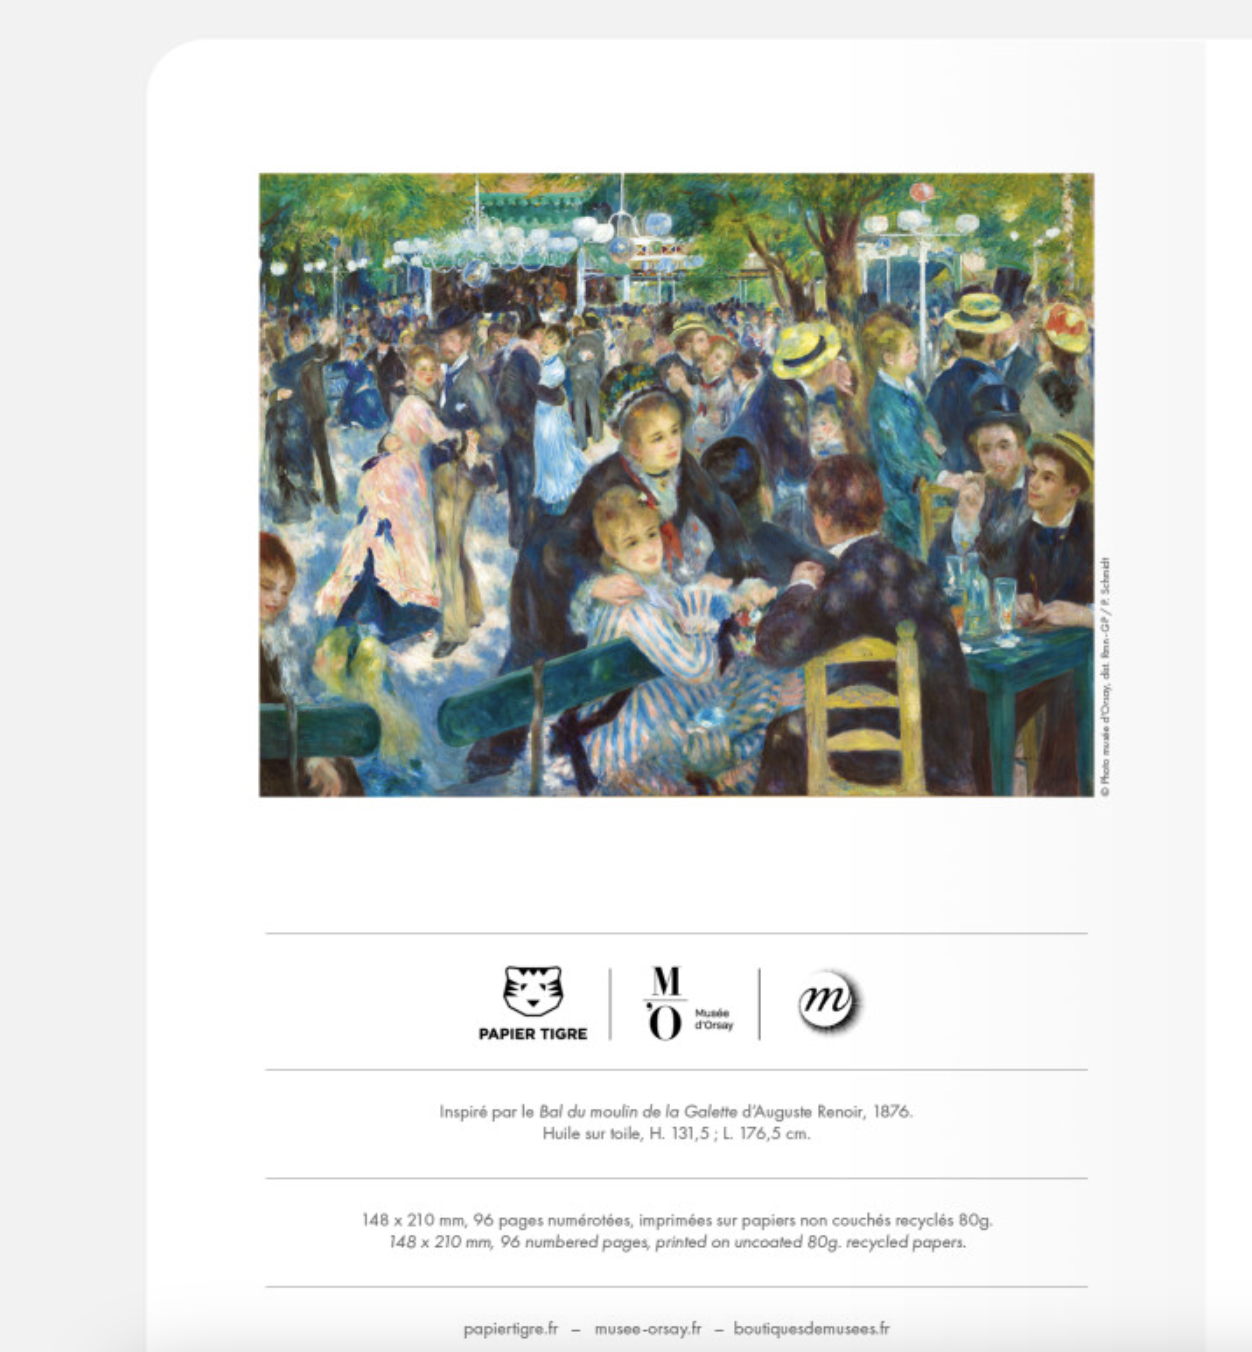 © Photo musée d'Orsay, dist. Rmn-GP / P. Schmidt
PAPIER TIGRE
M
'O
Musée
d'Orsay
m
Inspiré par le Bal du moulin de la Galette d'Auguste Renoir, 1876.
Huile sur toile, H. 131,5 ; L. 176,5 cm.
148 x 210 mm, 96 pages numérotées, imprimées sur papiers non couchés recyclés 80g.
148 x 210 mm, 96 numbered pages, printed on uncoated 80g. recycled papers.
papiertigre.fr – musee-orsay.fr – boutiquesdemusees.fr